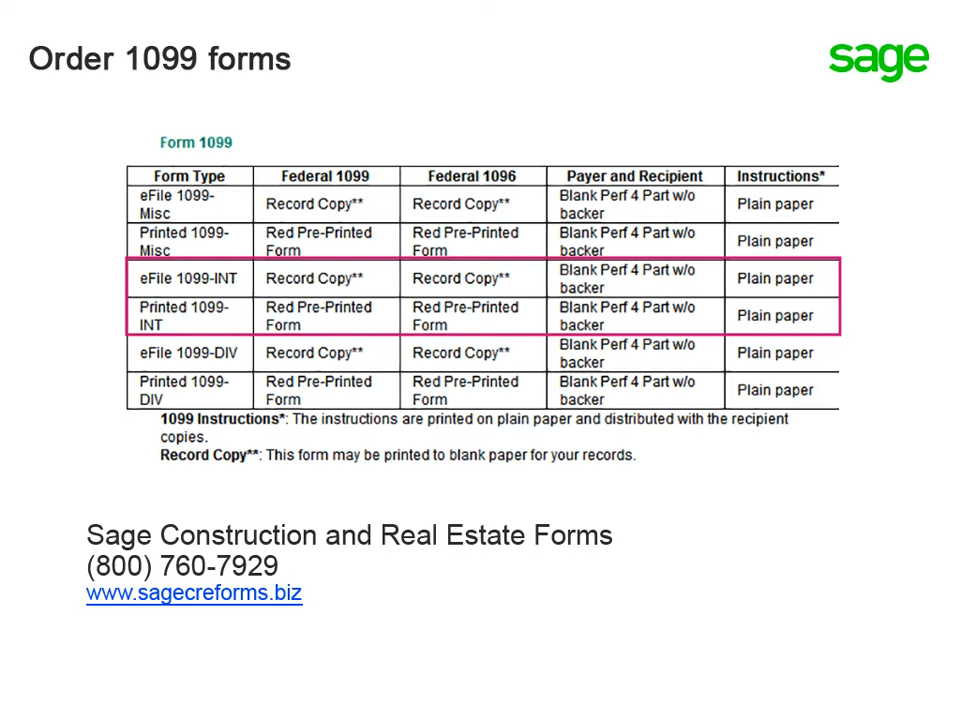 Order 1099 forms
sage
Form 1099
Form Type Federal 1099 Federal 1096 Payer and Recipient Instructions*
eFile 1099-
Misc Record Copy** Record Copy** Blank Perf 4 Part w/o
backer Plain paper
Printed 1099-
Misc Red Pre-Printed
Form Red Pre-Printed
Form Blank Perf 4 Part w/o
backer Plain paper
eFile 1099-INT Record Copy** Record Copy** Blank Perf 4 Part w/o
backer Plain paper
Printed 1099-
INT Red Pre-Printed
Form Red Pre-Printed
Form Blank Perf 4 Part w/o
backer Plain paper
eFile 1099-DIV Record Copy** Record Copy** Blank Perf 4 Part w/o
backer Plain paper
Printed 1099-
DIV Red Pre-Printed
Form Red Pre-Printed
Form Blank Perf 4 Part w/o
backer Plain paper
1099 Instructions*: The instructions are printed on plain paper and distributed with the recipient
copies.
Record Copy**: This form may be printed to blank paper for your records.
Sage Construction and Real Estate Forms
(800) 760-7929
www.sagecreforms.biz